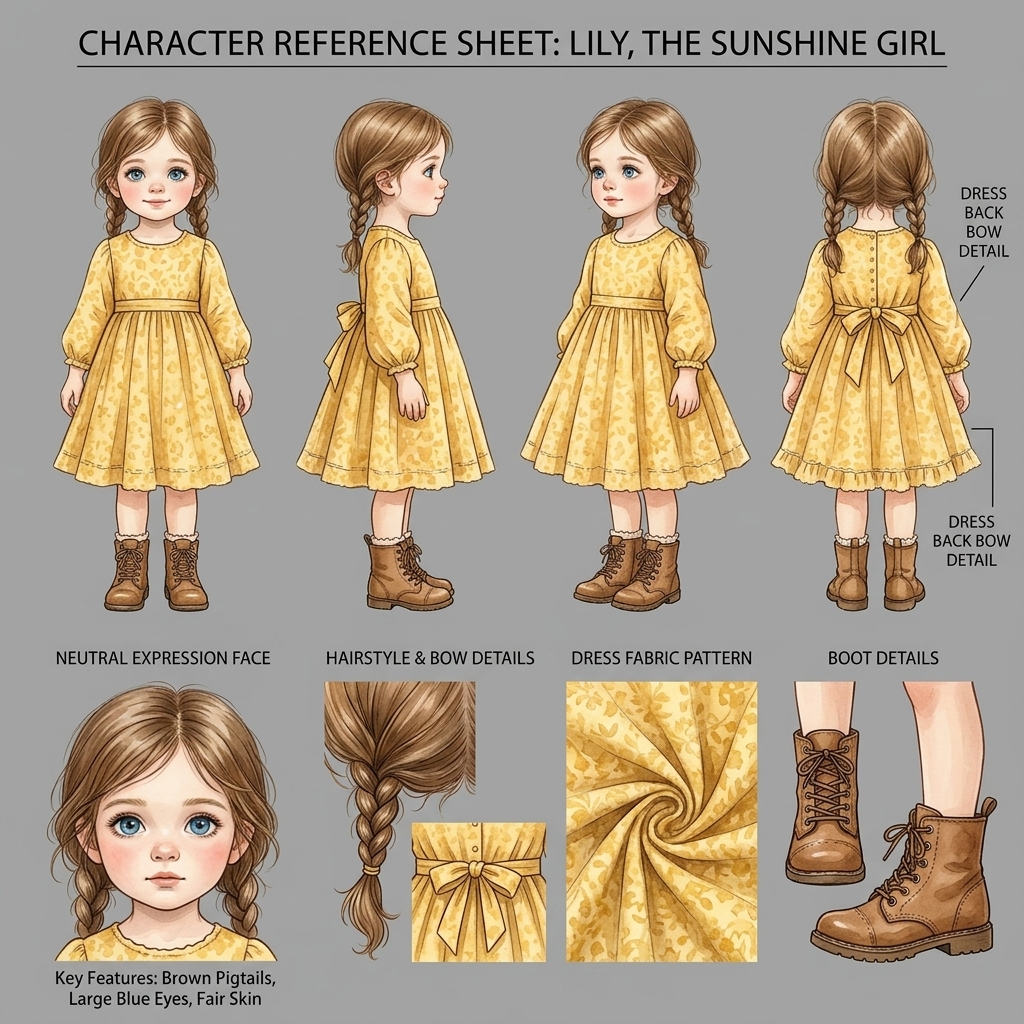 CHARACTER REFERENCE SHEET: LILY, THE SUNSHINE GIRL
DRESS
BACK
BOW
DETAIL
DRESS
BACK BOW
DETAIL
NEUTRAL EXPRESSION FACE
HAIRSTYLE & BOW DETAILS
DRESS FABRIC PATTERN
BOOT DETAILS
Key Features: Brown Pigtails,
Large Blue Eyes, Fair Skin